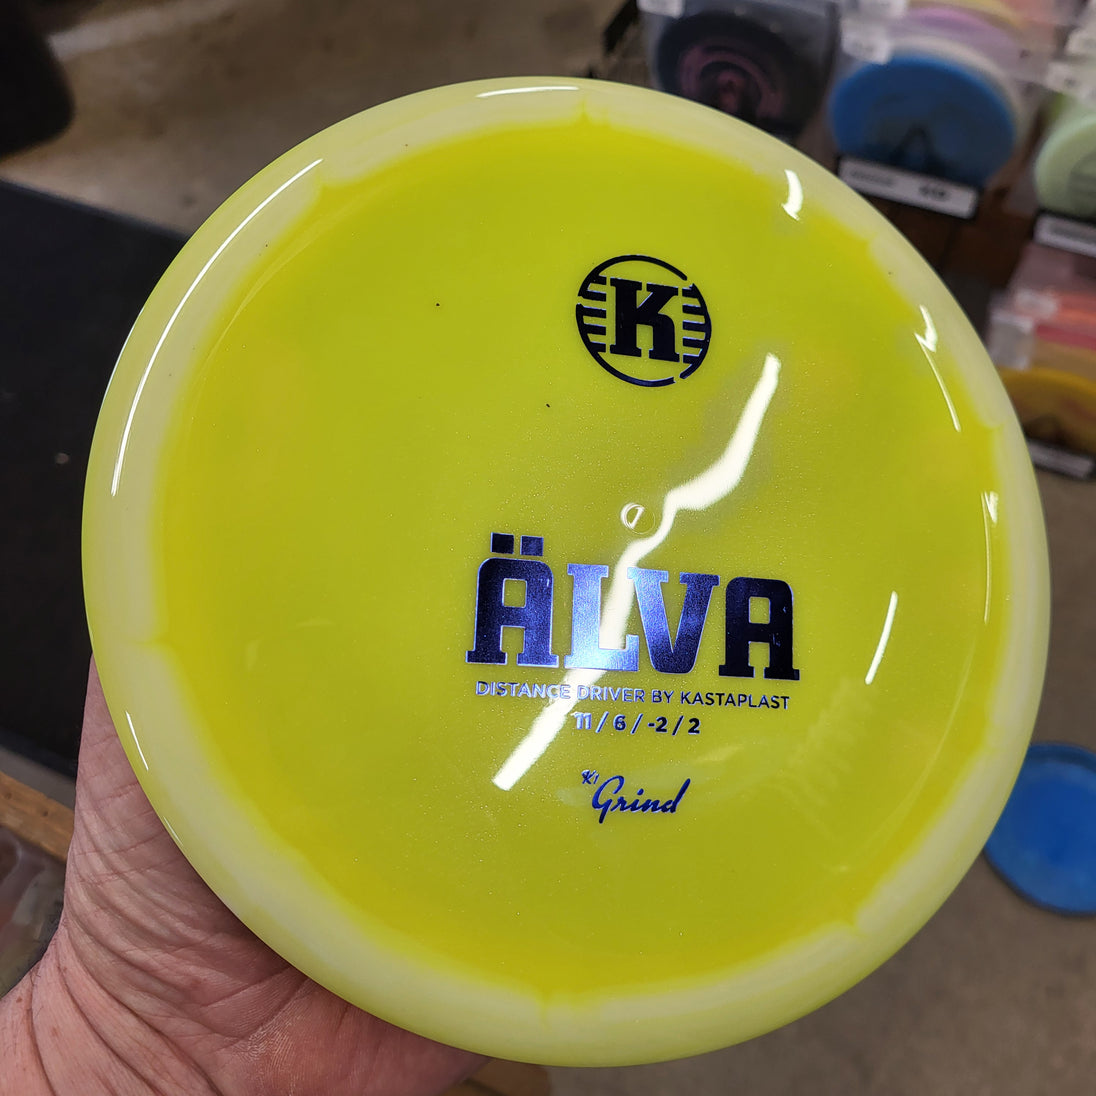 K
ÄLVA
DISTANCE DRIVER BY KASTAPLAST
11 / 6 / -2 / 2
K1
Grind